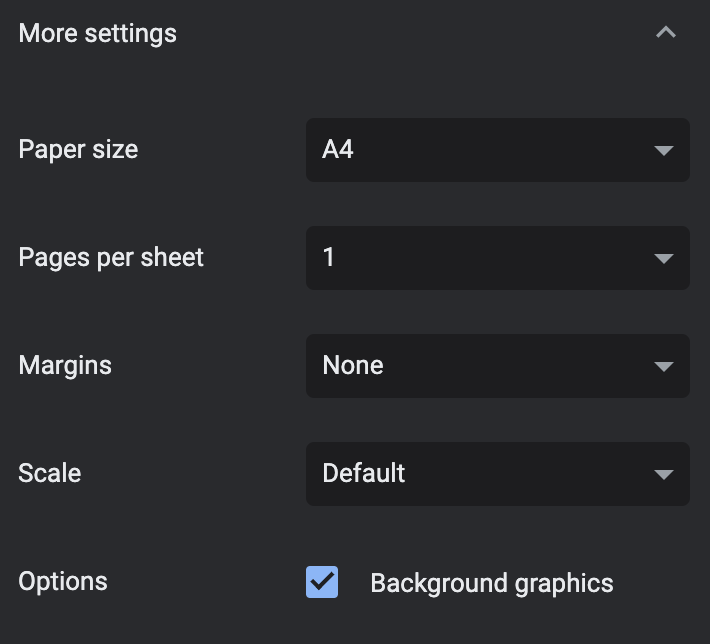 More settings
Paper size A4
Pages per sheet 1
Margins None
Scale Default
Options Background graphics